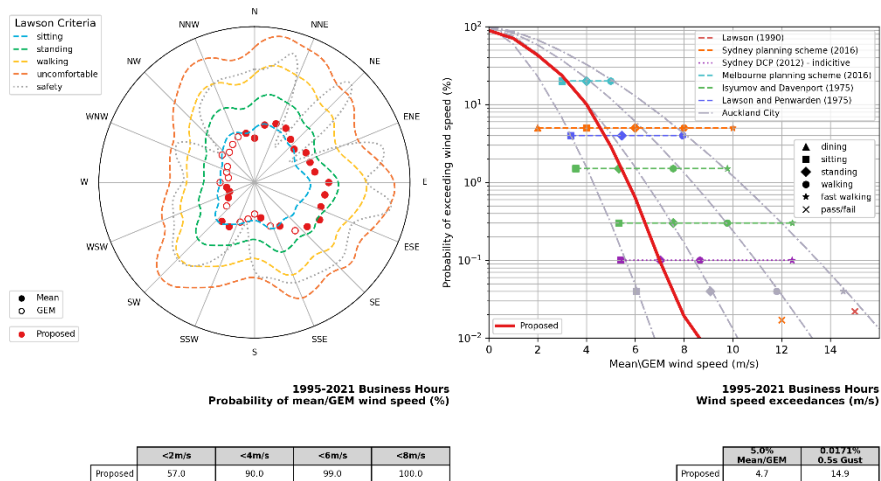 Lawson Criteria
sitting
standing
walking
uncomfortable
safety
N
NNE
ENE
E
ESE
SE
SSE
S
SSW
SW
WSW
W
WNW
NW
NNW
Mean
GEM
Proposed
1995-2021 Business Hours
Probability of mean/GEM wind speed (%)
<2m/s <4m/s <6m/s <8m/s
Proposed 57.0 90.0 99.0 100.0
Probability of exceeding wind speed (%)
10²
10¹
10⁰
10⁻¹
10⁻²
0 2 4 6 8 10 12 14
Mean\GEM wind speed (m/s)
Lawson (1990)
Sydney planning scheme (2016)
Sydney DCP (2012) - indicitive
Melbourne planning scheme (2016)
Isyumov and Davenport (1975)
Lawson and Penwarden (1975)
Auckland City
dining
sitting
standing
walking
fast walking
pass/fail
Proposed
1995-2021 Business Hours
Wind speed exceedances (m/s)
5.0% 0.0171%
Mean/GEM 0.5s Gust
Proposed 4.7 14.9